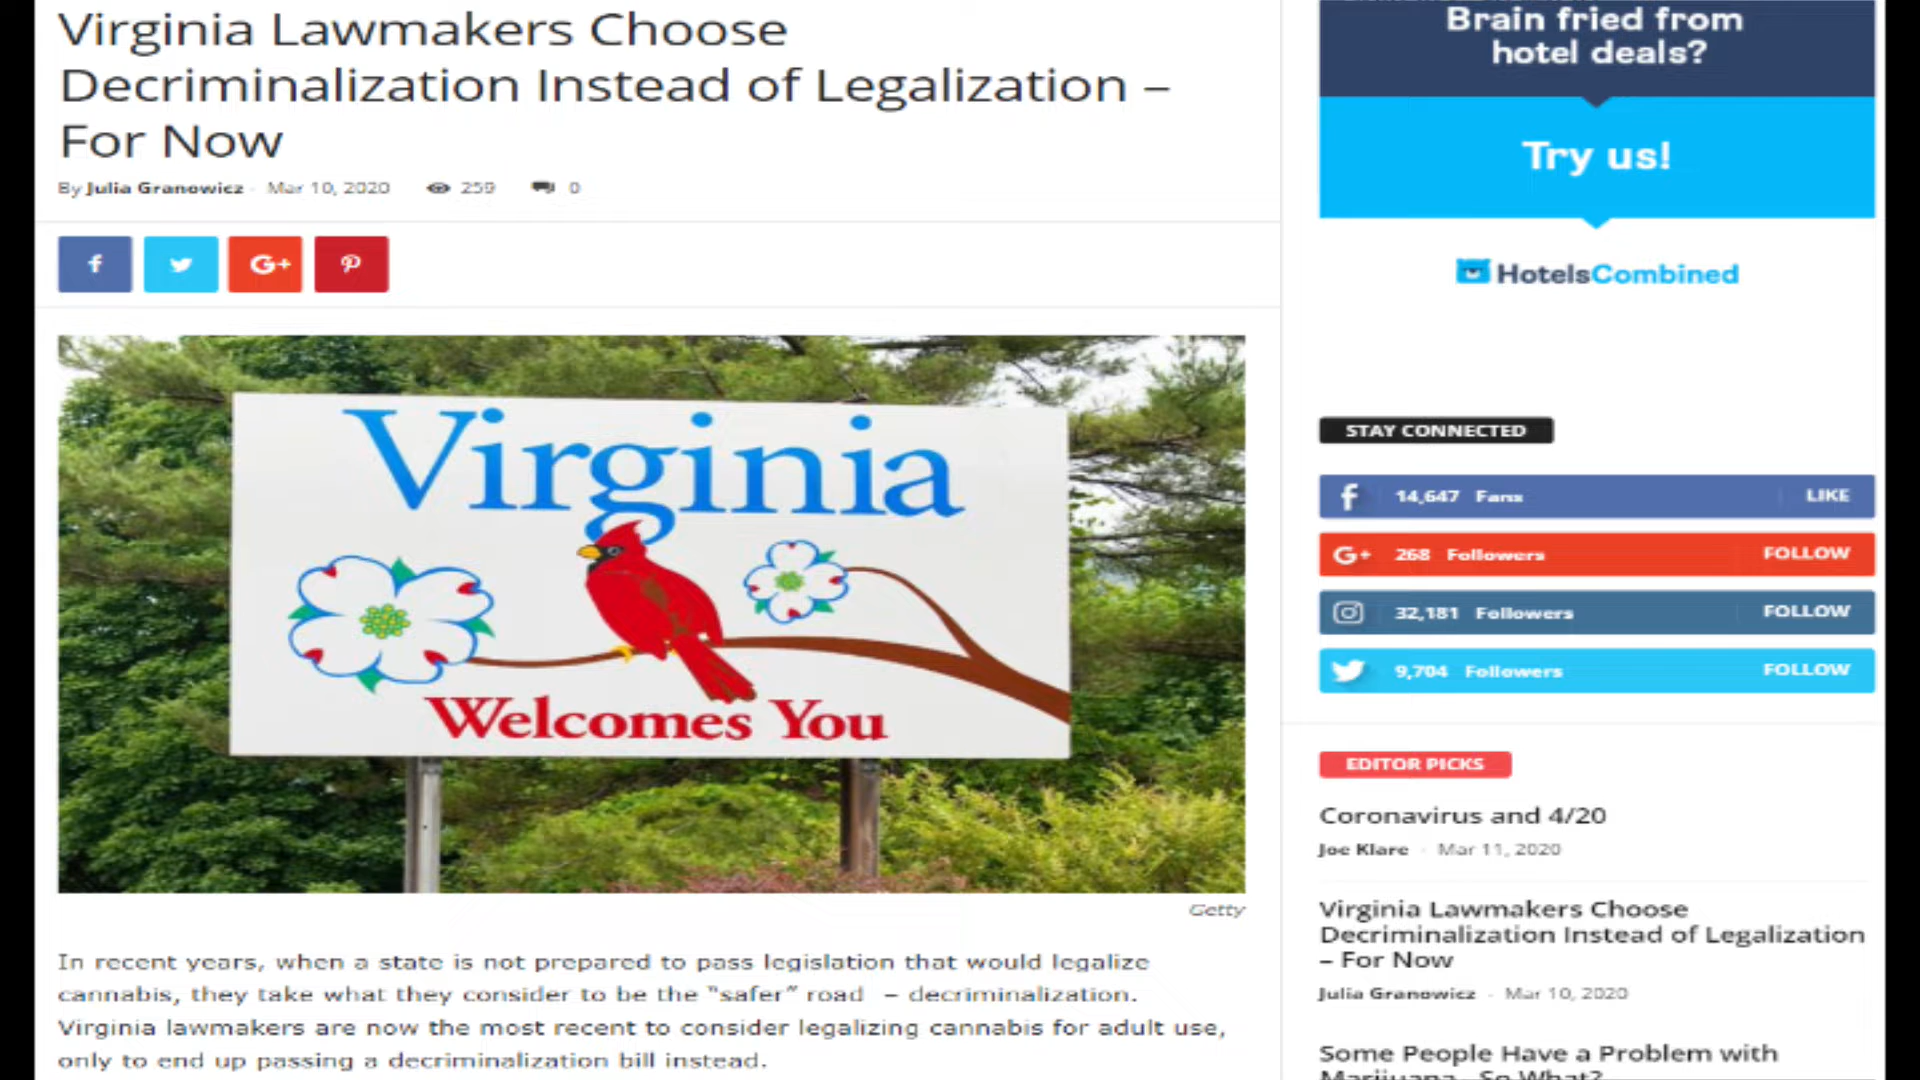 Virginia Lawmakers Choose
Decriminalization Instead of Legalization –
For Now
By Julia Granowicz - Mar 10, 2020 259 0
f G+
Virginia
Welcomes You
Getty
In recent years, when a state is not prepared to pass legislation that would legalize
cannabis, they take what they consider to be the "safer" road – decriminalization.
Virginia lawmakers are now the most recent to consider legalizing cannabis for adult use,
only to end up passing a decriminalization bill instead.
Brain fried from
hotel deals?
Try us!
HotelsCombined
STAY CONNECTED
f 14,647 Fans LIKE
G+ 268 Followers FOLLOW
32,181 Followers FOLLOW
9,704 Followers FOLLOW
EDITOR PICKS
Coronavirus and 4/20
Joe Klare - Mar 11, 2020
Virginia Lawmakers Choose
Decriminalization Instead of Legalization
– For Now
Julia Granowicz - Mar 10, 2020
Some People Have a Problem with
Marijuana - So What?